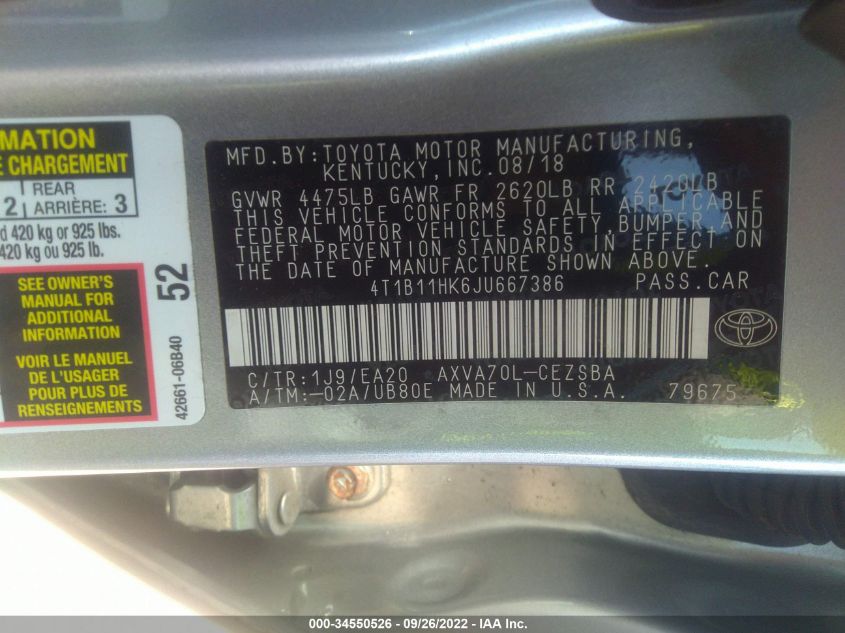 MATION
E CHARGEMENT
REAR
2 ARRIÈRE: 3
d 420 kg or 925 lbs.
420 kg ou 925 lb.
SEE OWNER'S
MANUAL FOR
ADDITIONAL
INFORMATION
VOIR LE MANUEL
DE L'USAGER
POUR PLUS DE
RENSEIGNEMENTS
52
42661-06B40
MFD.BY:TOYOTA MOTOR MANUFACTURING,
KENTUCKY,INC.08/18
GVWR 4475LB GAWR FR 2620LB RR 2420LB
THIS VEHICLE CONFORMS TO ALL APPLICABLE
FEDERAL MOTOR VEHICLE SAFETY,BUMPER AND
THEFT PREVENTION STANDARDS IN EFFECT ON
THE DATE OF MANUFACTURE SHOWN ABOVE.
4T1B11HK6JU667386 PASS.CAR
C/TR:1J9/EA20 AXVA70L-CEZSBA
A/TM:-02A/UB80E MADE IN U.S.A. 79675
000-34550526 - 09/26/2022 - IAA Inc.